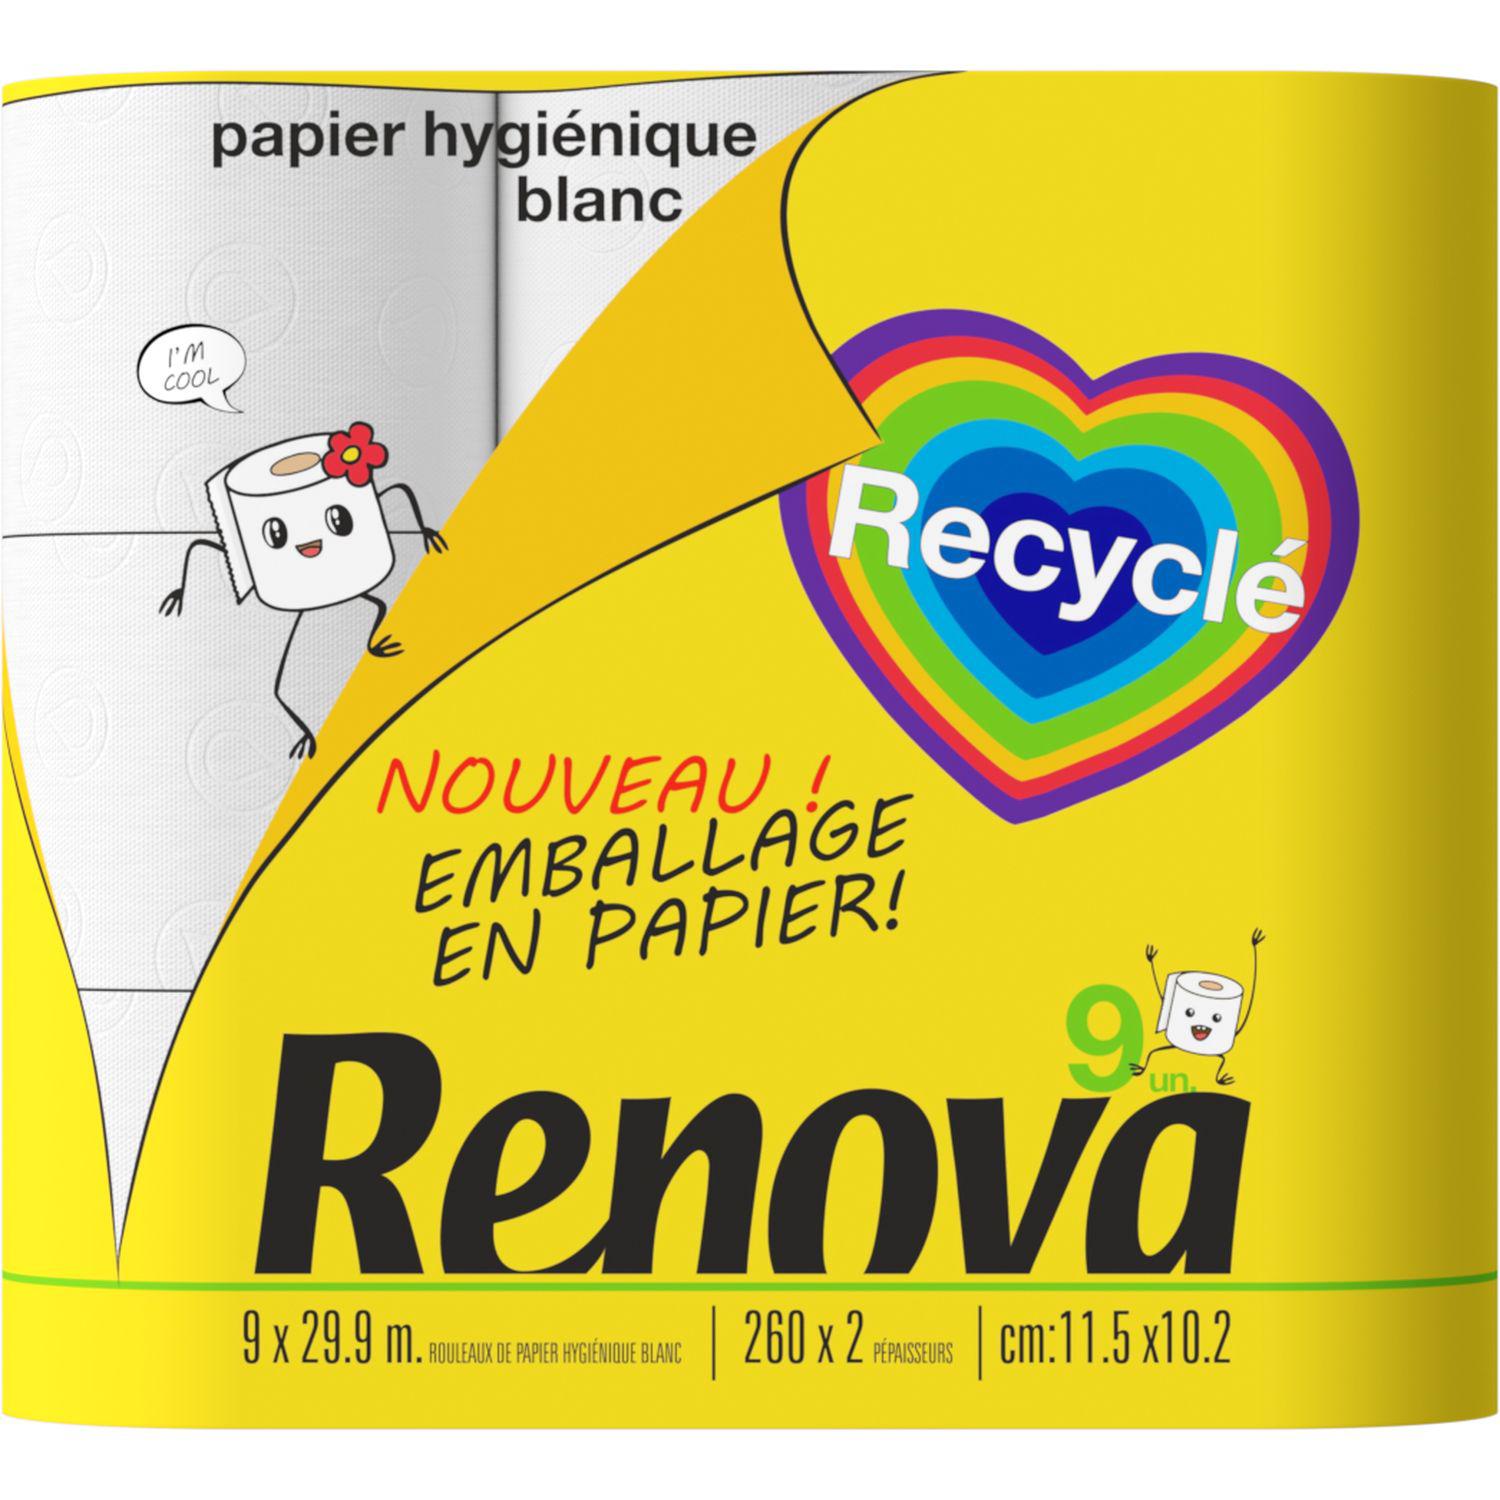 papier hygiénique
blanc
I'M
COOL
Recyclé
NOUVEAU !
EMBALLAGE
EN PAPIER!
9
un.
Renova
9 x 29.9 m. ROULEAUX DE PAPIER HYGIÉNIQUE BLANC | 260 x 2 PÉPAISSEURS | cm:11.5 x10.2